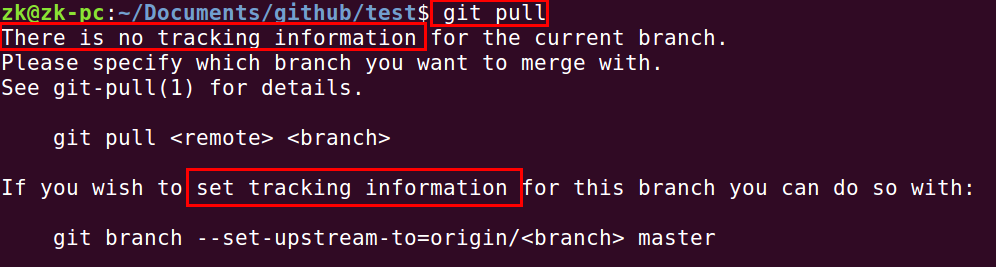 zk@zk-pc:~/Documents/github/test$ git pull
There is no tracking information for the current branch.
Please specify which branch you want to merge with.
See git-pull(1) for details.
git pull <remote> <branch>
If you wish to set tracking information for this branch you can do so with:
git branch --set-upstream-to=origin/<branch> master